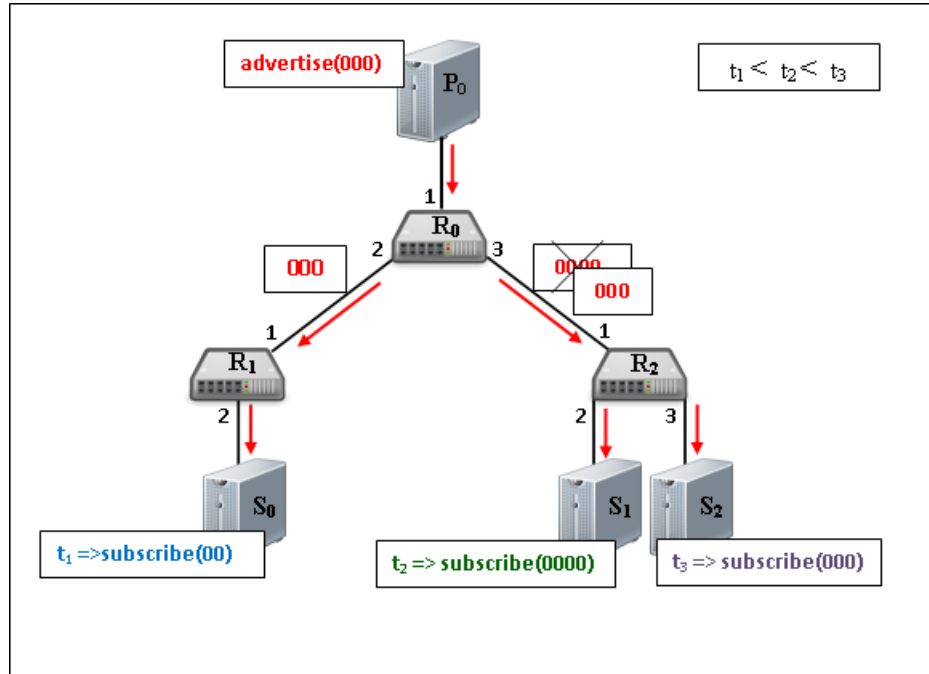 advertise(000)
P₀
t₁ < t₂ < t₃
1
R₀
2
3
000
0000
000
1
R₁
2
1
R₂
2
3
S₀
S₁
S₂
t₁ =>subscribe(00)
t₂ => subscribe(0000)
t₃ => subscribe(000)